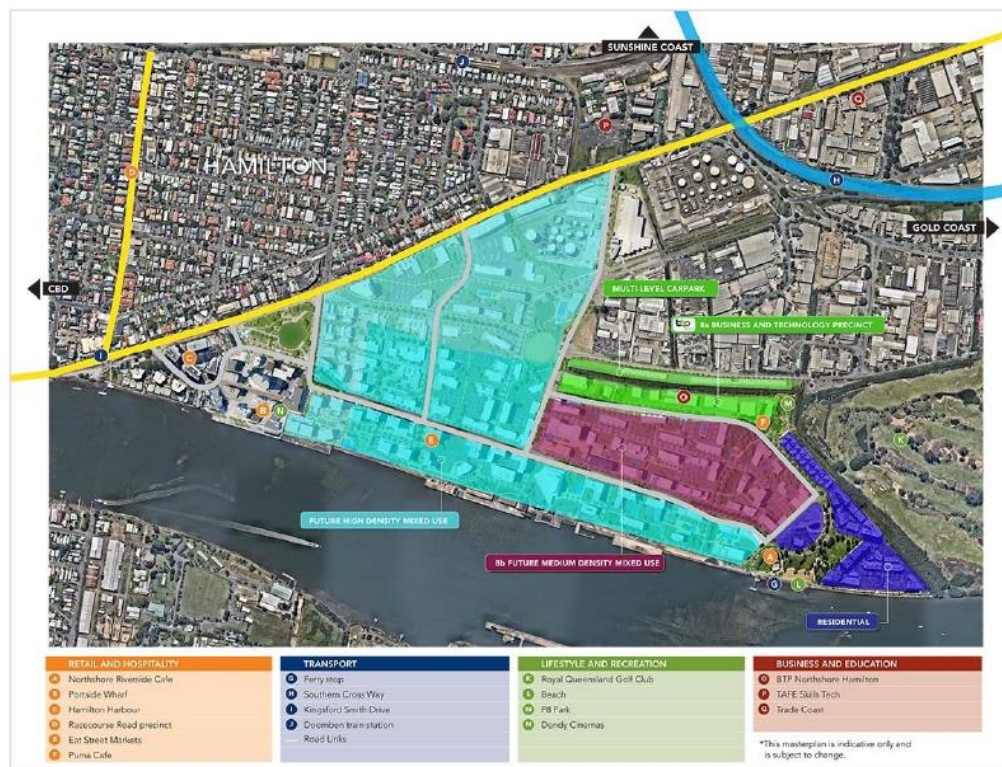 SUNSHINE COAST
J
Q
P
HAMILTON
D
H
GOLD COAST
CBD
MULTI-LEVEL CARPARK
8a BUSINESS AND TECHNOLOGY PRECINCT
I
C
O
M
B
N
F
E
K
FUTURE HIGH DENSITY MIXED USE
8b FUTURE MEDIUM DENSITY MIXED USE
A
G
L
RESIDENTIAL
RETAIL AND HOSPITALITY
A Northshore Riverside Cafe
B Portside Wharf
C Hamilton Harbour
D Racecourse Road precinct
E Eat Street Markets
F Puma Cafe
TRANSPORT
G Ferry stop
H Southern Cross Way
I Kingsford Smith Drive
J Doomben train station
Road Links
LIFESTYLE AND RECREATION
K Royal Queensland Golf Club
L Beach
M P8 Park
N Dendy Cinemas
BUSINESS AND EDUCATION
O BTP Northshore Hamilton
P TAFE Skills Tech
Q Trade Coast
*This masterplan is indicative only and
is subject to change.